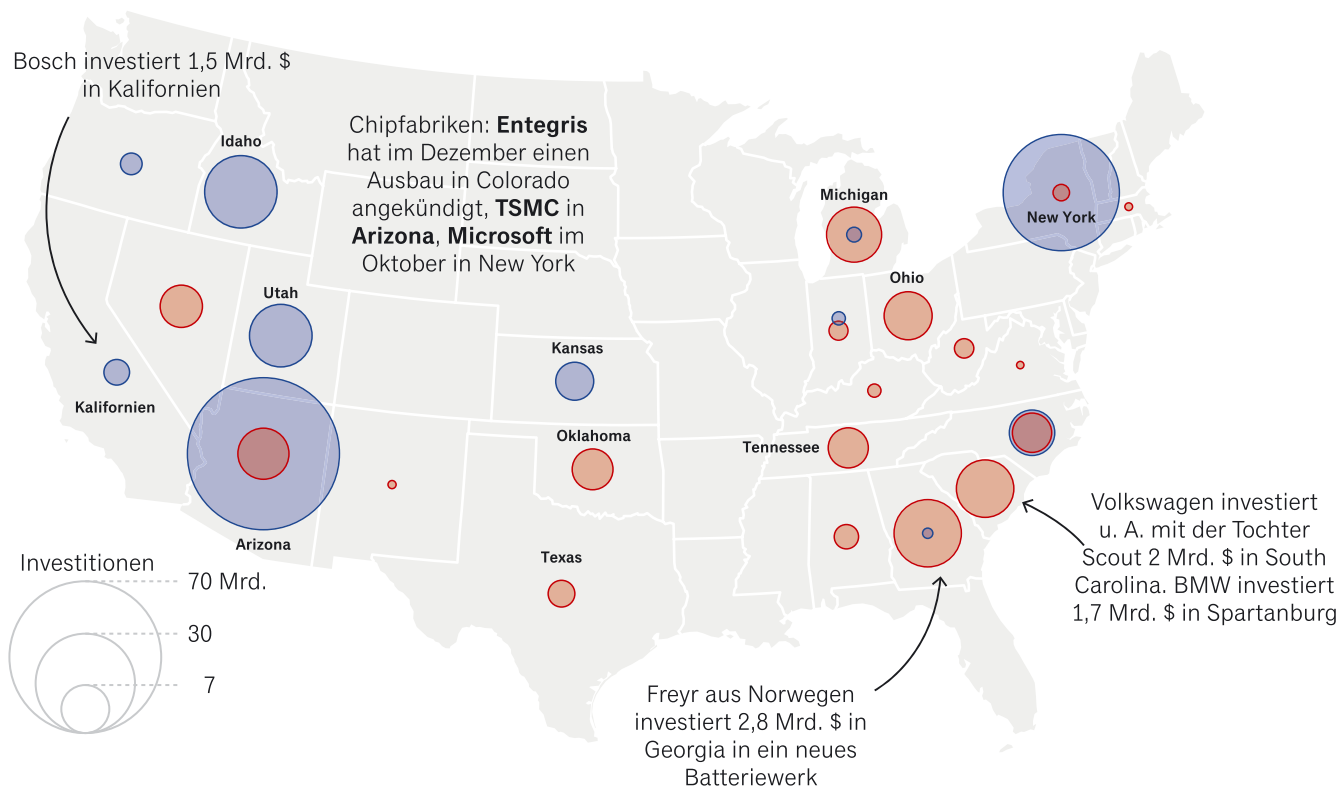 Bosch investiert 1,5 Mrd. $
in Kalifornien
Chipfabriken: Entegris
hat im Dezember einen
Ausbau in Colorado
angekündigt, TSMC in
Arizona, Microsoft im
Oktober in New York
Idaho
Utah
Kalifornien
Arizona
Kansas
Oklahoma
Texas
Michigan
Ohio
New York
Tennessee
Volkswagen investiert
u. A. mit der Tochter
Scout 2 Mrd. $ in South
Carolina. BMW investiert
1,7 Mrd. $ in Spartanburg
Freyr aus Norwegen
investiert 2,8 Mrd. $ in
Georgia in ein neues
Batteriewerk
Investitionen
70 Mrd.
30
7